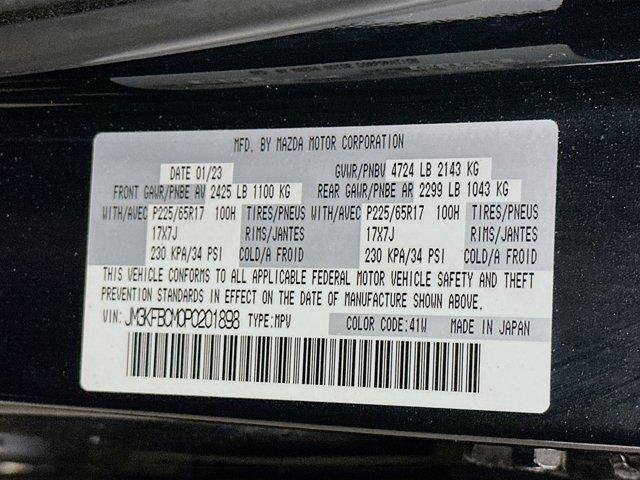 MFD. BY MAZDA MOTOR CORPORATION
DATE 01/23 GVWR/PNBV 4724 LB 2143 KG
FRONT GAWR/PNBE AV 2425 LB 1100 KG REAR GAWR/PNBE AR 2299 LB 1043 KG
WITH/AVEC P225/65R17 100H TIRES/PNEUS WITH/AVEC P225/65R17 100H TIRES/PNEUS
17X7J RIMS/JANTES 17X7J RIMS/JANTES
230 KPA/34 PSI COLD/A FROID 230 KPA/34 PSI COLD/A FROID
THIS VEHICLE CONFORMS TO ALL APPLICABLE FEDERAL MOTOR VEHICLE SAFETY AND THEFT
PREVENTION STANDARDS IN EFFECT ON THE DATE OF MANUFACTURE SHOWN ABOVE.
VIN: JM3KFBCM0P0201898 TYPE: MPV COLOR CODE: 41W MADE IN JAPAN